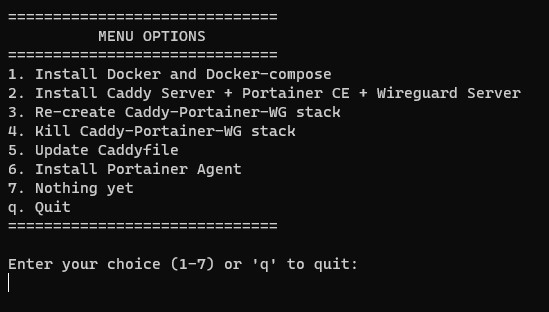 ==============================
MENU OPTIONS
==============================
1. Install Docker and Docker-compose
2. Install Caddy Server + Portainer CE + Wireguard Server
3. Re-create Caddy-Portainer-WG stack
4. Kill Caddy-Portainer-WG stack
5. Update Caddyfile
6. Install Portainer Agent
7. Nothing yet
q. Quit
==============================
Enter your choice (1-7) or 'q' to quit: